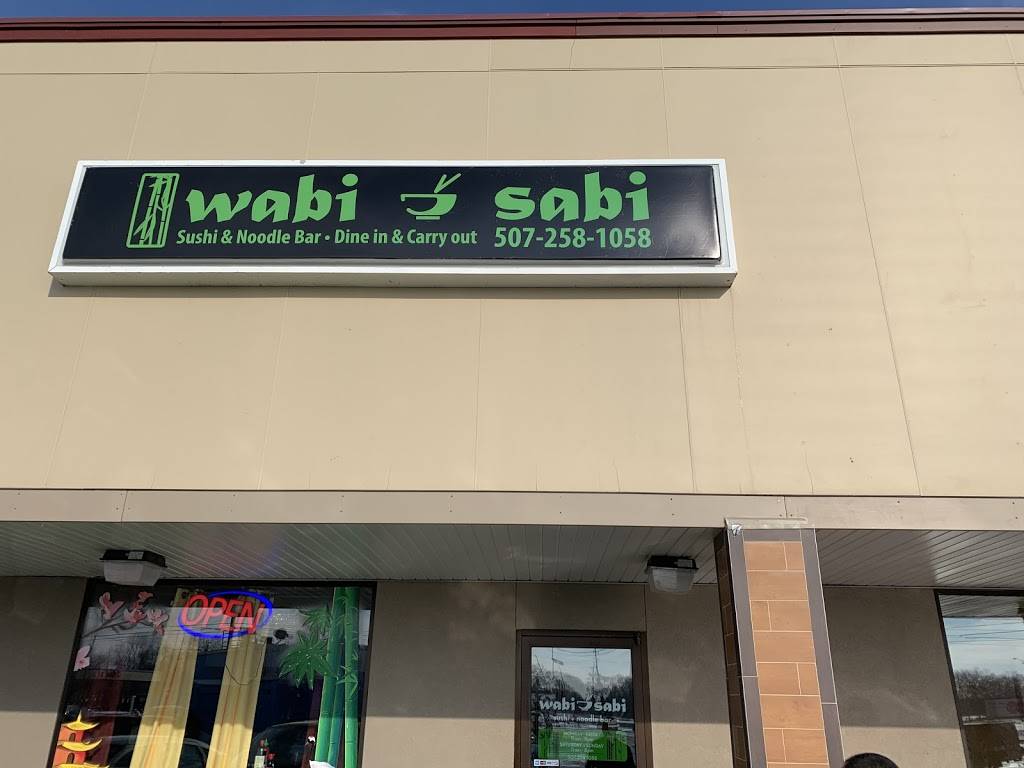 wabi sabi
Sushi & Noodle Bar • Dine in & Carry out 507-258-1058
OPEN
wabi sabi
sushi & noodle bar